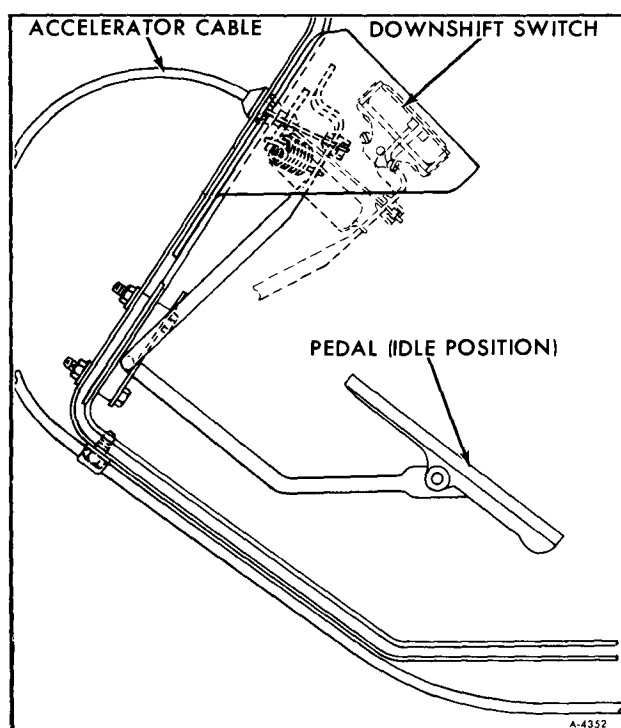 ACCELERATOR CABLE
DOWNSHIFT SWITCH
PEDAL (IDLE POSITION)
A-4352